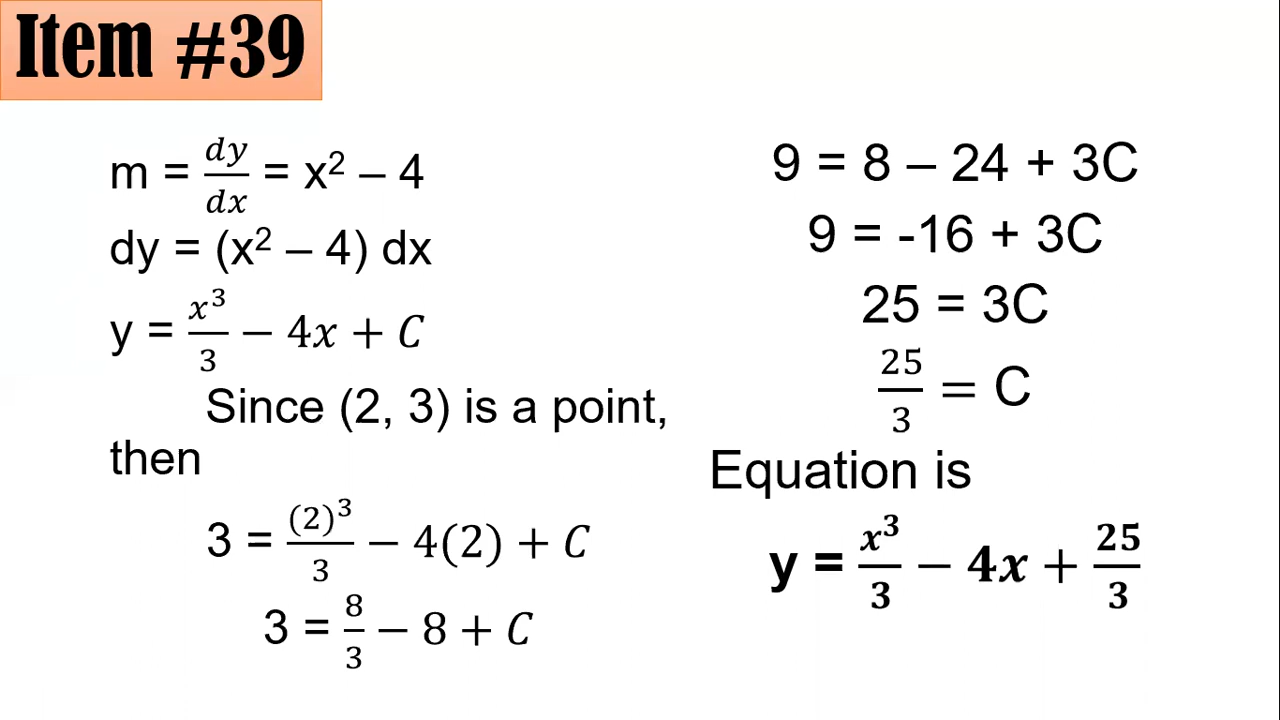 Item #39
m = dy/dx = x² – 4
dy = (x² – 4) dx
y = x³/3 − 4x + C
Since (2, 3) is a point,
then
3 = (2)³/3 − 4(2) + C
3 = 8/3 − 8 + C
9 = 8 – 24 + 3C
9 = -16 + 3C
25 = 3C
25/3 = C
Equation is
y = x³/3 − 4x + 25/3